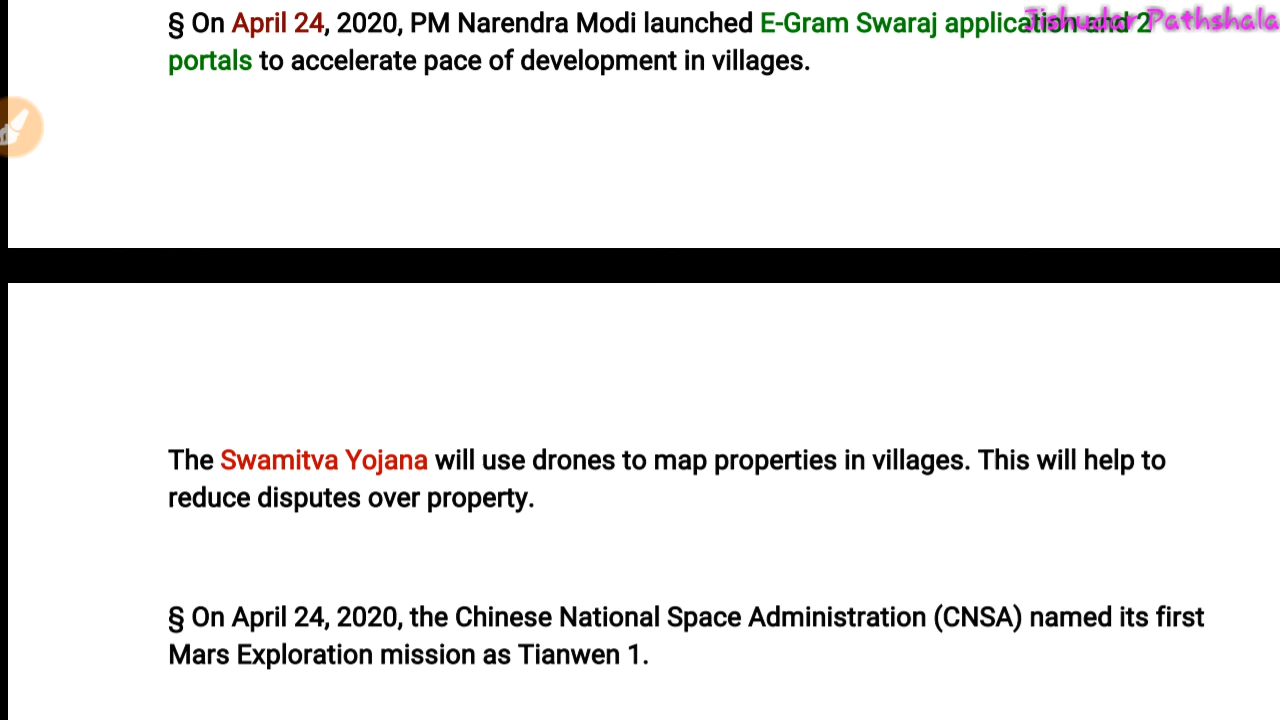 § On April 24, 2020, PM Narendra Modi launched E-Gram Swaraj application and 2
Jishudar Pathshala
portals to accelerate pace of development in villages.
The Swamitva Yojana will use drones to map properties in villages. This will help to
reduce disputes over property.
§ On April 24, 2020, the Chinese National Space Administration (CNSA) named its first
Mars Exploration mission as Tianwen 1.